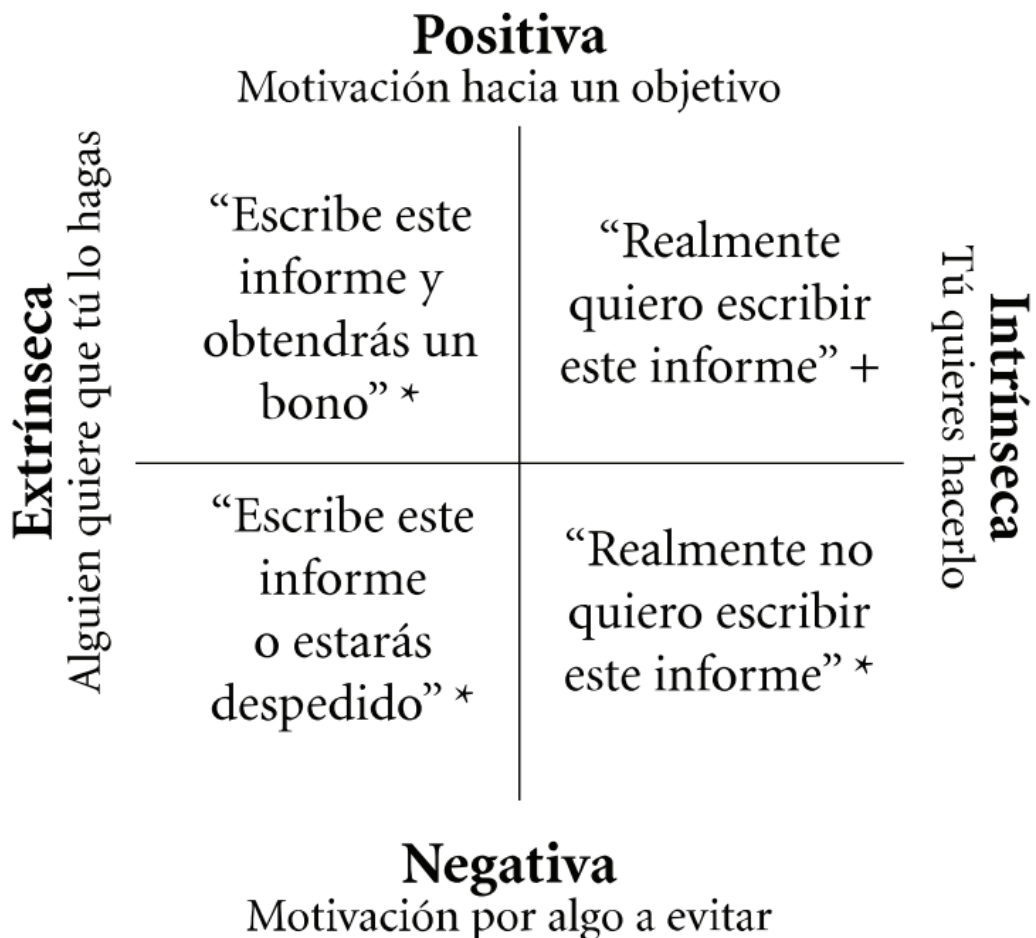 Positiva
Motivación hacia un objetivo
Extrínseca
Alguien quiere que tú lo hagas
“Escribe este
informe y
obtendrás un
bono” *
“Realmente
quiero escribir
este informe” +
Intrínseca
Tú quieres hacerlo
“Escribe este
informe
o estarás
despedido” *
“Realmente no
quiero escribir
este informe” *
Negativa
Motivación por algo a evitar